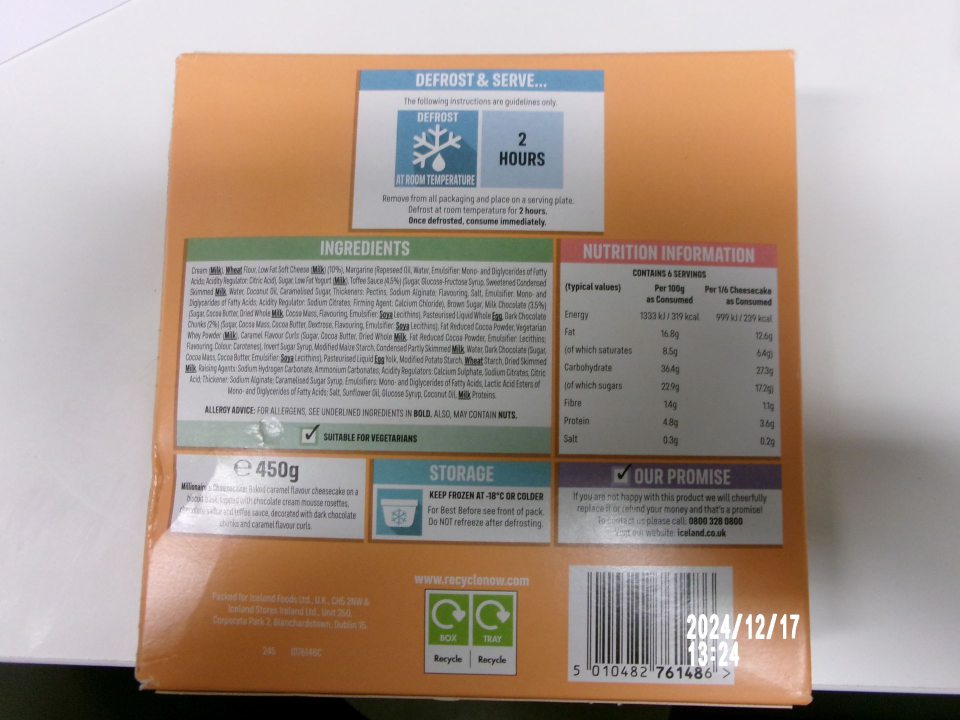 DEFROST & SERVE...
The following instructions are guidelines only.
DEFROST
AT ROOM TEMPERATURE
2
HOURS
Remove from all packaging and place on a serving plate.
Defrost at room temperature for 2 hours.
Once defrosted, consume immediately.
INGREDIENTS
Cream (Milk), Wheat Flour, Low Fat Soft Cheese (Milk) (10%), Margarine (Rapeseed Oil, Water, Emulsifier: Mono- and Diglycerides of Fatty
Acids; Acidity Regulator: Citric Acid), Sugar, Low Fat Yogurt (Milk), Toffee Sauce (4.5%) (Sugar, Glucose-Fructose Syrup, Sweetened Condensed
Skimmed Milk, Water, Coconut Oil, Caramelised Sugar, Thickeners: Pectins, Sodium Alginate; Flavouring, Salt, Emulsifier: Mono- and
Diglycerides of Fatty Acids; Acidity Regulator: Sodium Citrates, Firming Agent: Calcium Chloride), Brown Sugar, Milk Chocolate (3.5%)
(Sugar, Cocoa Butter, Dried Whole Milk, Cocoa Mass, Flavouring, Emulsifier: Soya Lecithins), Pasteurised Liquid Whole Egg, Dark Chocolate
Chunks (2%) (Sugar, Cocoa Mass, Cocoa Butter, Dextrose, Flavouring, Emulsifier: Soya Lecithins), Fat Reduced Cocoa Powder, Vegetarian
Whey Powder (Milk), Caramel Flavour Curls (Sugar, Cocoa Butter, Dried Whole Milk, Fat Reduced Cocoa Powder, Emulsifier: Lecithins;
Flavouring, Colour: Carotenes), Invert Sugar Syrup, Modified Maize Starch, Condensed Partly Skimmed Milk, Water, Dark Chocolate (Sugar,
Cocoa Mass, Cocoa Butter, Emulsifier: Soya Lecithins), Pasteurised Liquid Egg Yolk, Modified Potato Starch, Wheat Starch, Dried Skimmed
Milk, Raising Agents: Sodium Hydrogen Carbonate, Ammonium Carbonates; Acidity Regulators: Calcium Sulphate, Sodium Citrates, Citric
Acid; Thickener: Sodium Alginate; Caramelised Sugar Syrup, Emulsifiers: Mono- and Diglycerides of Fatty Acids, Lactic Acid Esters of
Mono- and Diglycerides of Fatty Acids; Salt, Sunflower Oil, Glucose Syrup, Coconut Oil, Milk Proteins.
ALLERGY ADVICE: FOR ALLERGENS, SEE UNDERLINED INGREDIENTS IN BOLD. ALSO, MAY CONTAIN NUTS.
SUITABLE FOR VEGETARIANS
NUTRITION INFORMATION
CONTAINS 6 SERVINGS
(typical values) Per 100g as Consumed Per 1/6 Cheesecake as Consumed
Energy 1333 kJ / 319 kcal 999 kJ / 239 kcal
Fat 16.8g 12.6g
(of which saturates 8.5g 6.4g)
Carbohydrate 36.4g 27.3g
(of which sugars 22.9g 17.2g)
Fibre 1.4g 1.1g
Protein 4.8g 3.6g
Salt 0.3g 0.2g
e 450g
Millionaire's Cheesecake: Baked caramel flavour cheesecake on a
biscuit base, topped with chocolate cream mousse rosettes,
chocolate sauce and toffee sauce, decorated with dark chocolate
chunks and caramel flavour curls.
STORAGE
KEEP FROZEN AT -18°C OR COLDER
For Best Before see front of pack.
Do NOT refreeze after defrosting.
OUR PROMISE
If you are not happy with this product we will cheerfully
replace it or refund your money and that's a promise!
To contact us please call: 0800 328 0800
Visit our website: iceland.co.uk
Packed for Iceland Foods Ltd., U.K., CH5 2NW &
Iceland Stores Ireland Ltd., Unit 250,
Corporate Park 2, Blanchardstown, Dublin 15.
245 I176148C
www.recyclenow.com
BOX TRAY
Recycle Recycle
5 010482 761486 >
2024/12/17
13:24